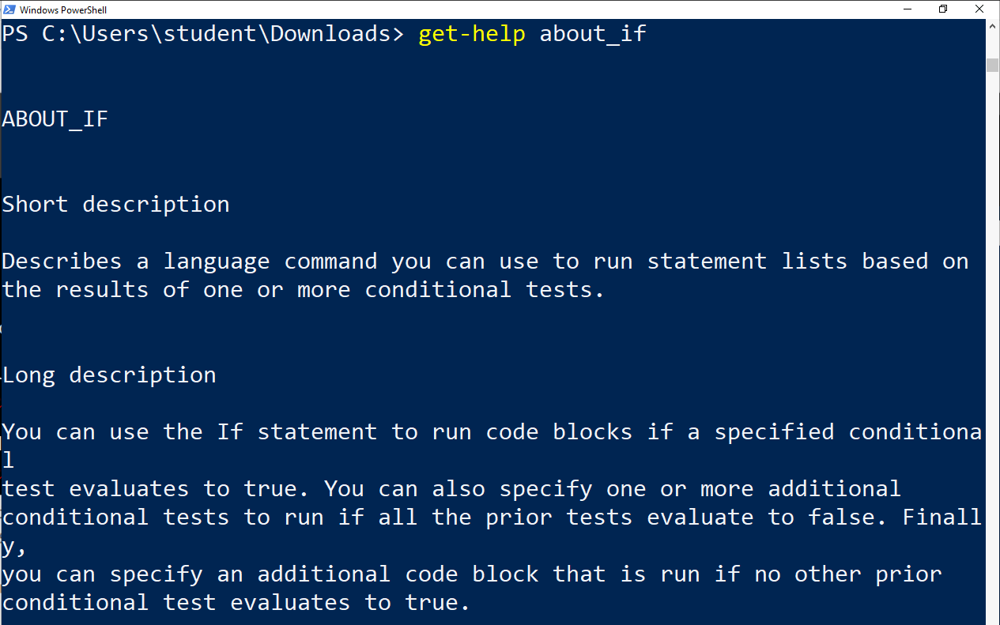 Windows PowerShell
PS C:\Users\student\Downloads> get-help about_if
ABOUT_IF
Short description
Describes a language command you can use to run statement lists based on
the results of one or more conditional tests.
Long description
You can use the If statement to run code blocks if a specified conditiona
l
test evaluates to true. You can also specify one or more additional
conditional tests to run if all the prior tests evaluate to false. Finall
y,
you can specify an additional code block that is run if no other prior
conditional test evaluates to true.